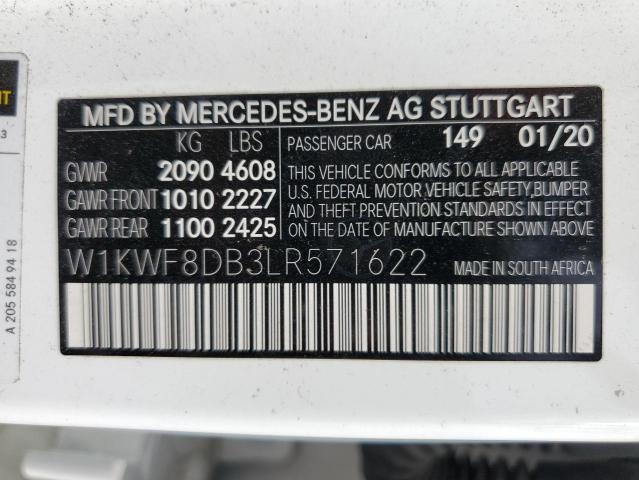 MFD BY MERCEDES-BENZ AG STUTTGART
KG LBS
GVWR 2090 4608
GAWR FRONT 1010 2227
GAWR REAR 1100 2425
PASSENGER CAR 149 01/20
THIS VEHICLE CONFORMS TO ALL APPLICABLE
U.S. FEDERAL MOTOR VEHICLE SAFETY, BUMPER
AND THEFT PREVENTION STANDARDS IN EFFECT
ON DATE OF MANUFACTURE SHOWN ABOVE
W1KWF8DB3LR571622
MADE IN SOUTH AFRICA
A 205 584 94 18